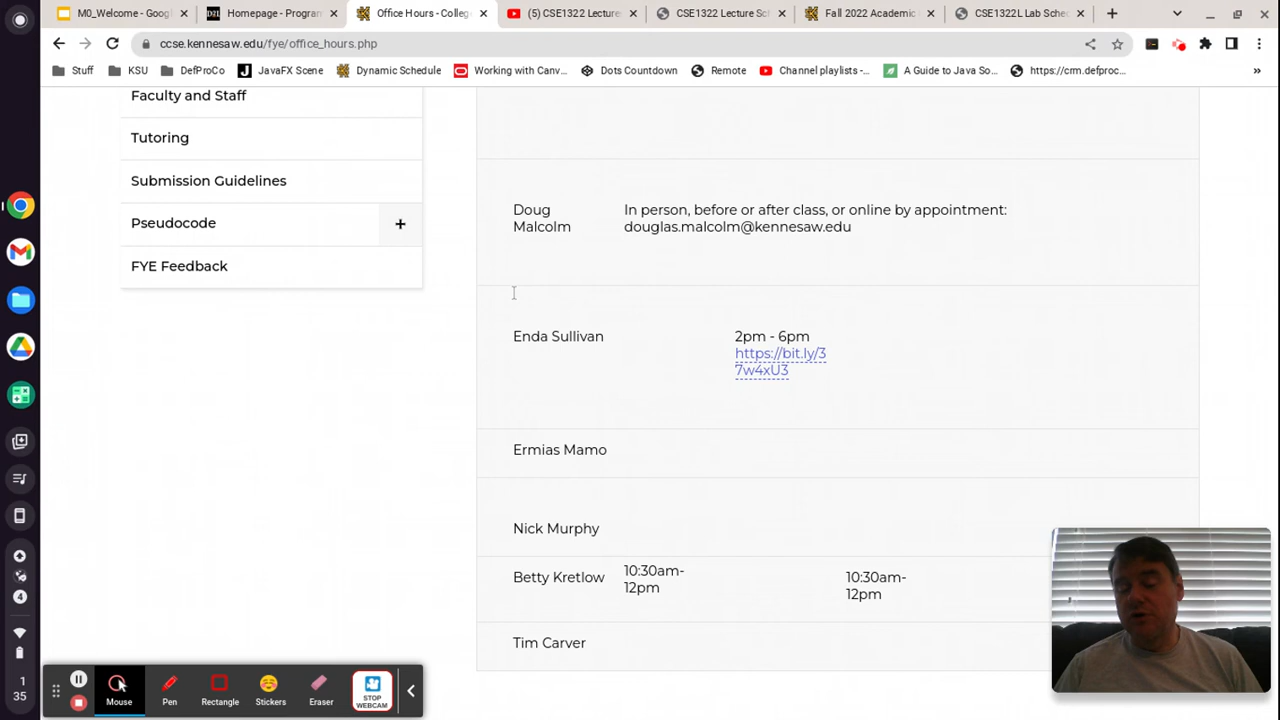 M0_Welcome - Googl
Homepage - Program
Office Hours - Colleg
(5) CSE1322 Lecture
CSE1322 Lecture Sch
Fall 2022 Academic
CSE1322L Lab Sched
ccse.kennesaw.edu/fye/office_hours.php
Stuff
KSU
DefProCo
JavaFX Scene
Dynamic Schedule
Working with Canv...
Dots Countdown
Remote
Channel playlists -...
A Guide to Java So...
https://crm.defproc...
»
Faculty and Staff
Tutoring
Submission Guidelines
Pseudocode
+
FYE Feedback
Doug
Malcolm
In person, before or after class, or online by appointment:
douglas.malcolm@kennesaw.edu
Enda Sullivan
2pm - 6pm
https://bit.ly/3
7w4xU3
Ermias Mamo
Nick Murphy
Betty Kretlow
10:30am-
12pm
10:30am-
12pm
Tim Carver
Mouse
Pen
Rectangle
Stickers
Eraser
STOP
WEBCAM
4
1
35